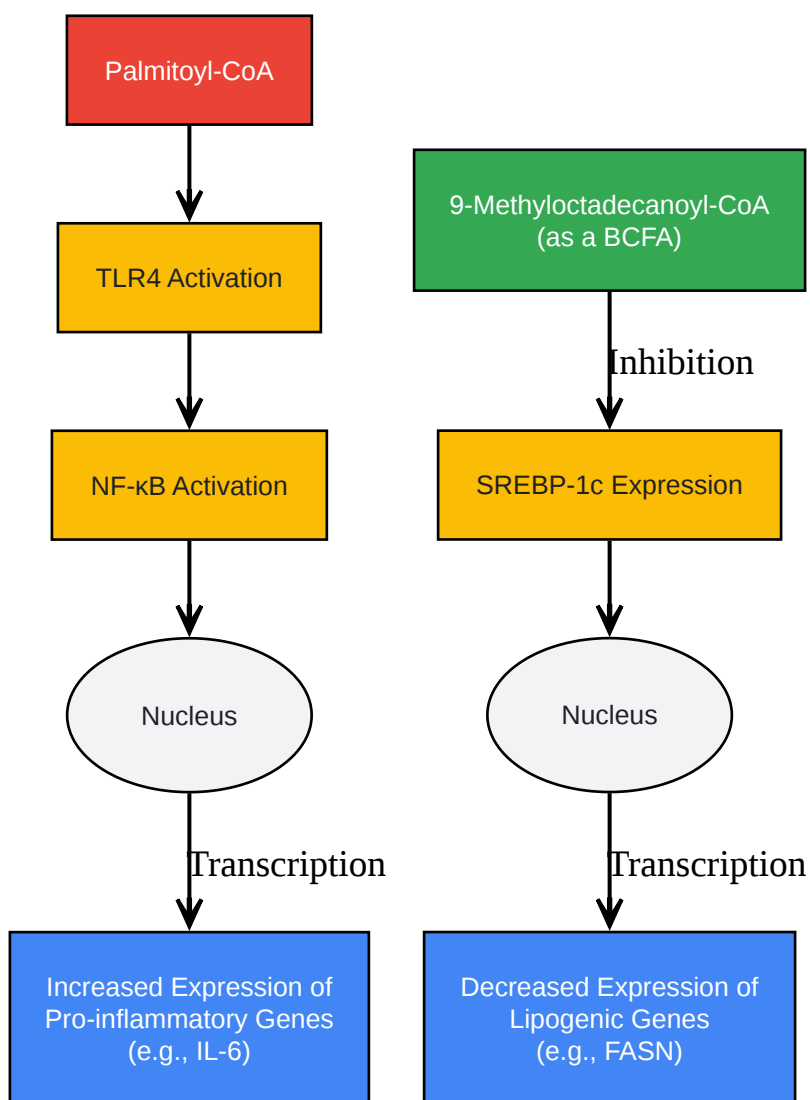 Palmitoyl-CoA
TLR4 Activation
NF-κB Activation
Nucleus
Transcription
Increased Expression of
Pro-inflammatory Genes
(e.g., IL-6)
9-Methyloctadecanoyl-CoA
(as a BCFA)
Inhibition
SREBP-1c Expression
Nucleus
Transcription
Decreased Expression of
Lipogenic Genes
(e.g., FASN)